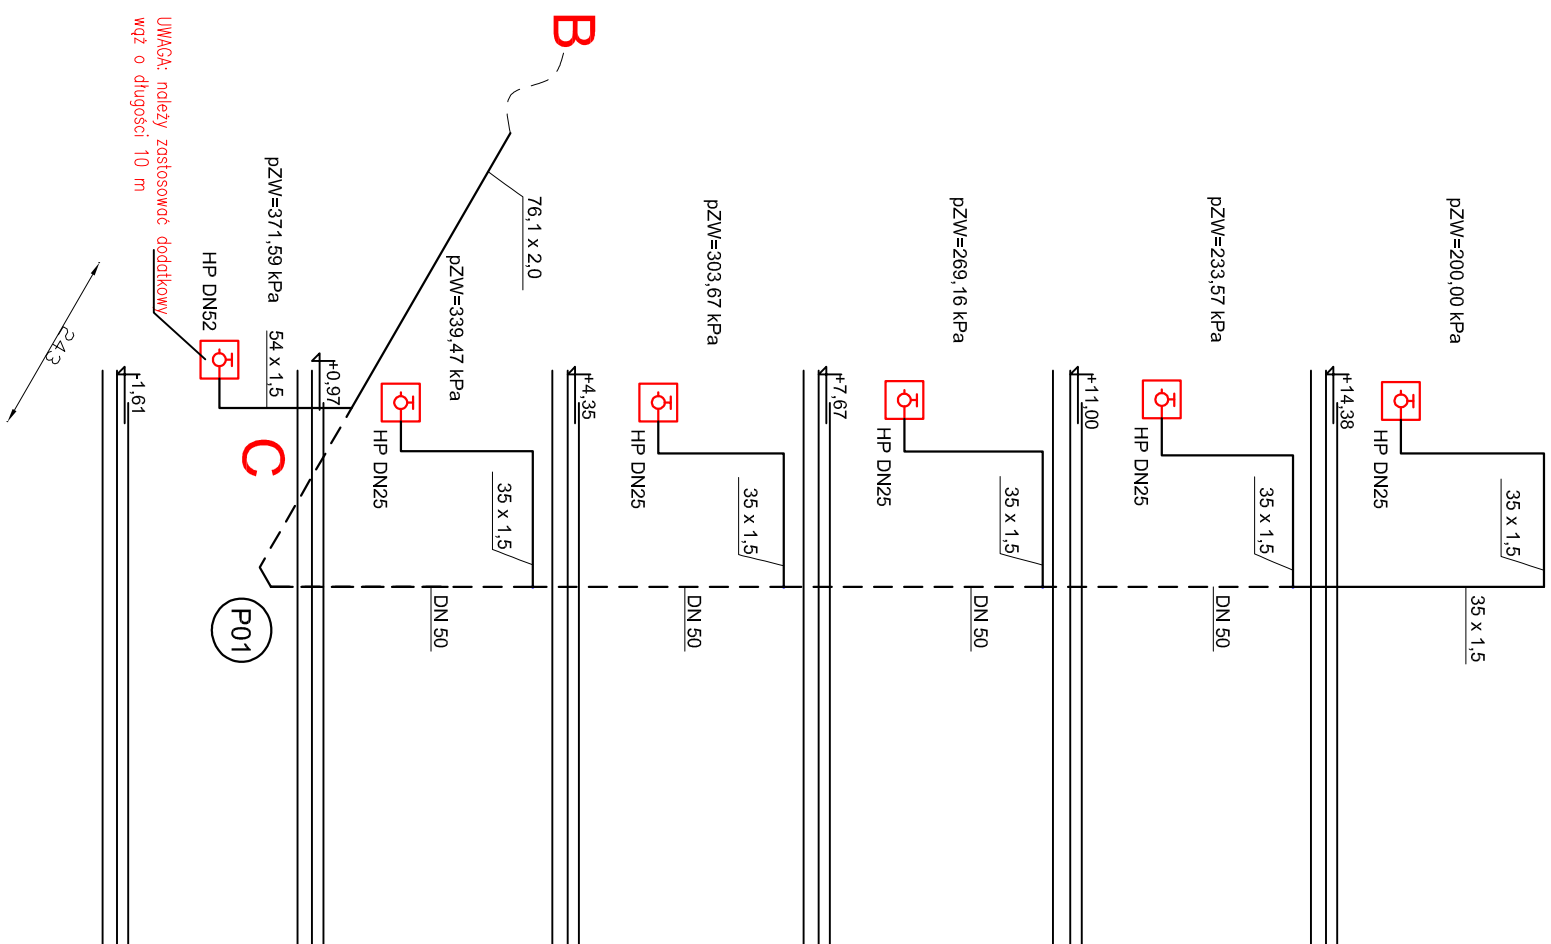 pZW=200,00 kPa
+14,38
HP DN25
35 x 1,5
35 x 1,5
pZW=233,57 kPa
+11,00
HP DN25
35 x 1,5
DN 50
pZW=269,16 kPa
+7,67
HP DN25
35 x 1,5
DN 50
pZW=303,67 kPa
+4,35
HP DN25
35 x 1,5
DN 50
B
76,1 x 2,0
pZW=339,47 kPa
+0,97
HP DN25
35 x 1,5
DN 50
pZW=371,59 kPa
54 x 1,5
HP DN52
C
P01
UWAGA: należy zastosować dodatkowy
wąż o długości 10 m
-1,61
243